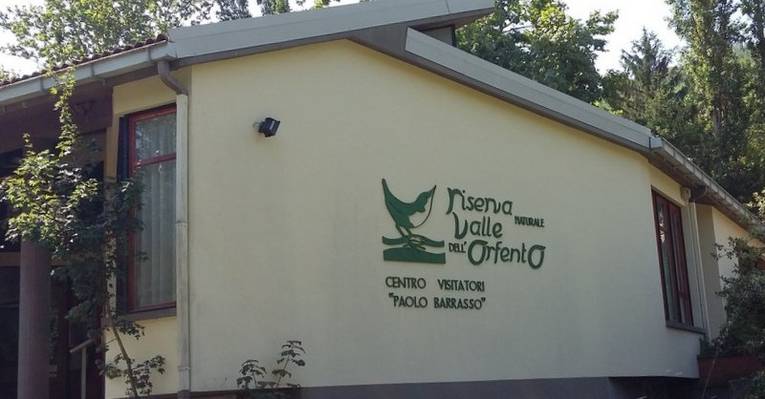 riserva
NATURALE
Valle
DELL'OrfentO
CENTRO VISITATORI
"PAOLO BARRASSO"